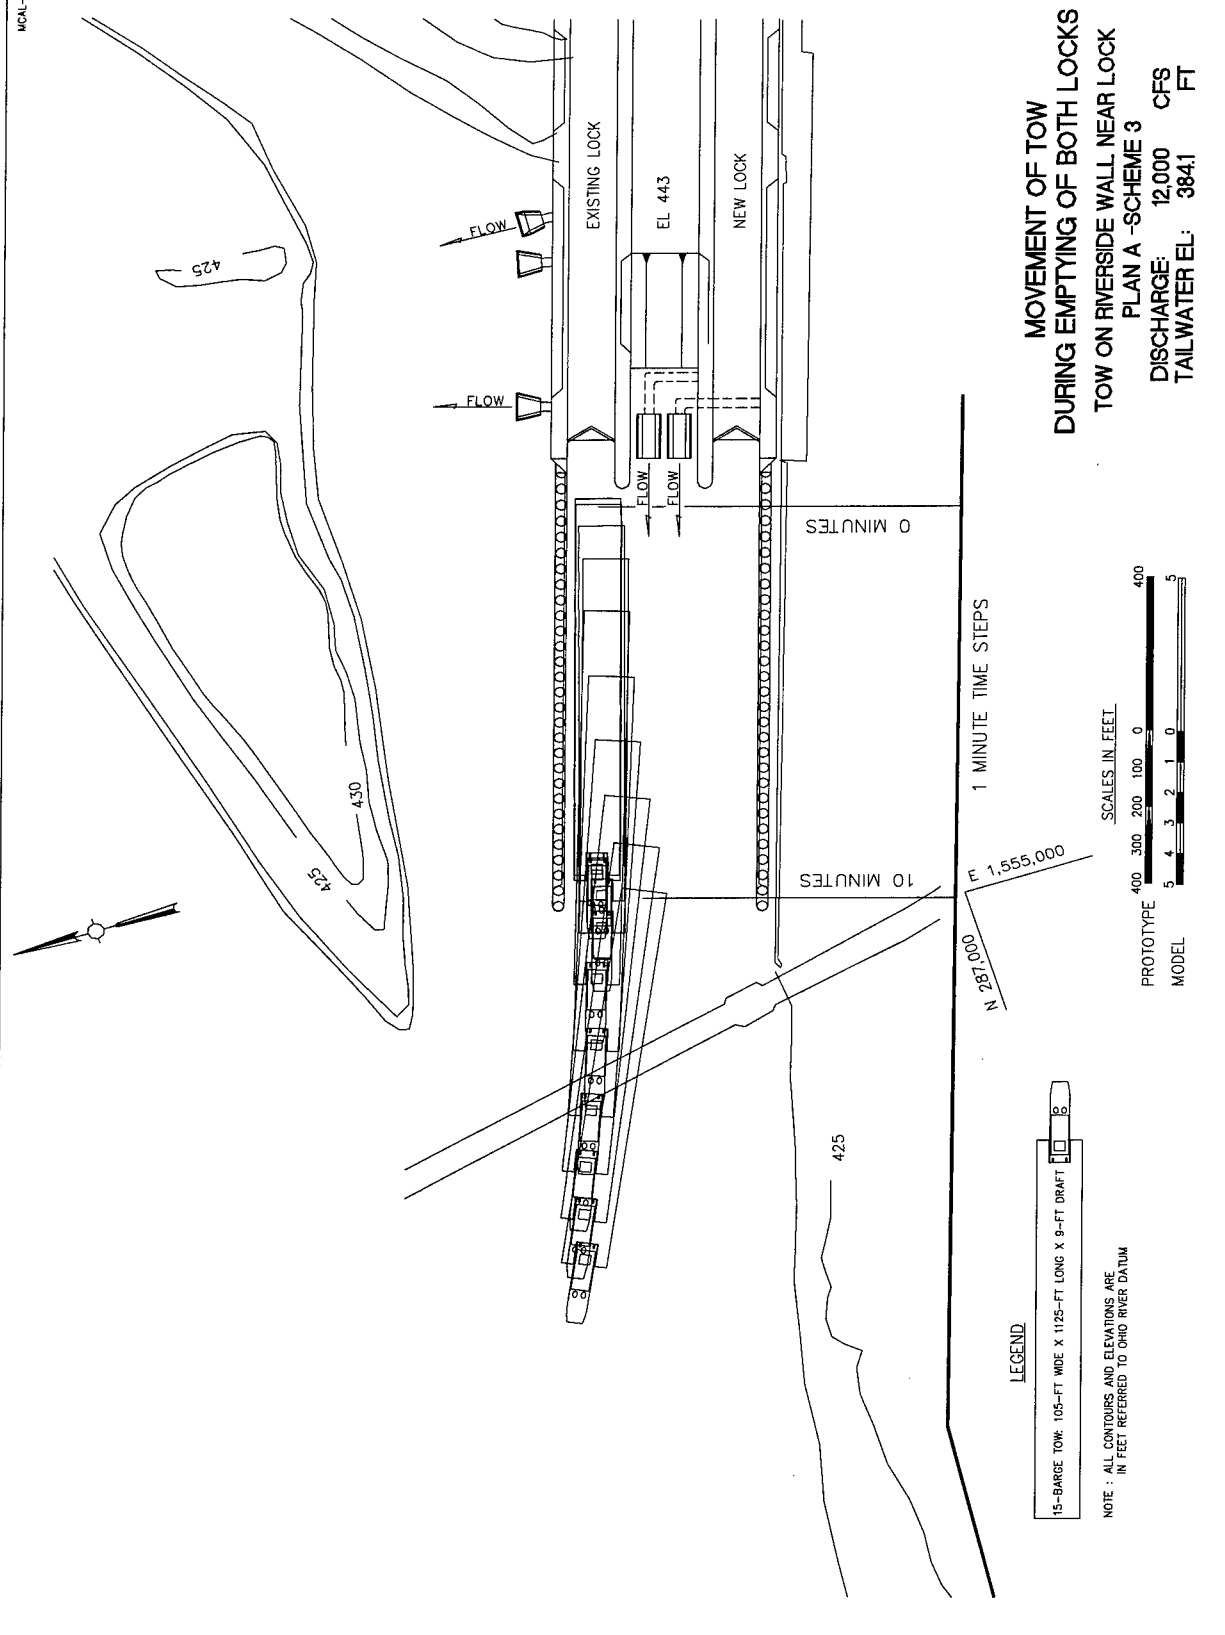 MCAL-
425
FLOW
FLOW
EXISTING LOCK
EL 443
NEW LOCK
FLOW
FLOW
0 MINUTES
10 MINUTES
1 MINUTE TIME STEPS
430
425
425
E 1,555,000
N 287,000
MOVEMENT OF TOW
DURING EMPTYING OF BOTH LOCKS
TOW ON RIVERSIDE WALL NEAR LOCK
PLAN A -SCHEME 3
DISCHARGE: 12,000 CFS
TAILWATER EL: 384.1 FT
SCALES IN FEET
PROTOTYPE 400 300 200 100 0 400
MODEL 5 4 3 2 1 0 5
LEGEND
15-BARGE TOW: 105-FT WIDE X 1125-FT LONG X 9-FT DRAFT
NOTE : ALL CONTOURS AND ELEVATIONS ARE
IN FEET REFERRED TO OHIO RIVER DATUM